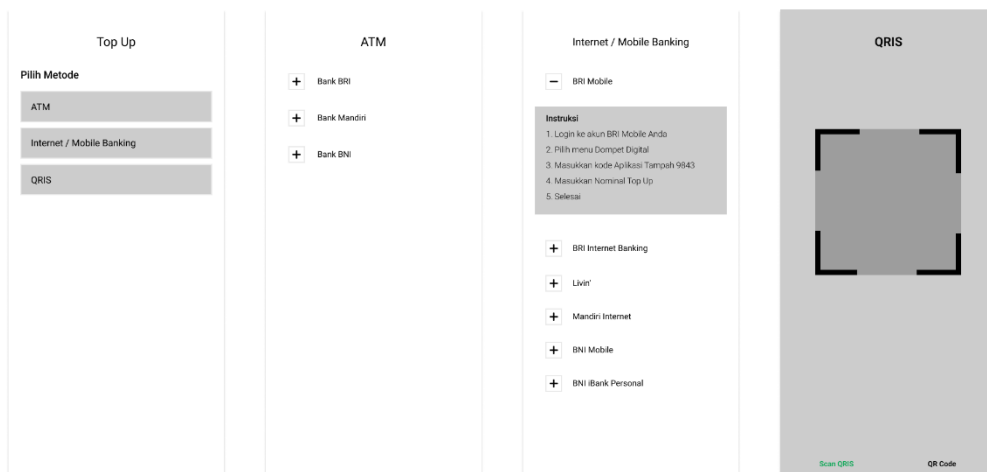 Top Up
Pilih Metode
ATM
Internet / Mobile Banking
QRIS
ATM
Bank BRI
Bank Mandiri
Bank BNI
Internet / Mobile Banking
BRI Mobile
Instruksi
1. Login ke akun BRI Mobile Anda
2. Pilih menu Dompet Digital
3. Masukkan kode Aplikasi Tampah 9843
4. Masukkan Nominal Top Up
5. Selesai
BRI Internet Banking
Livin'
Mandiri Internet
BNI Mobile
BNI iBank Personal
QRIS
Scan QRIS
QR Code